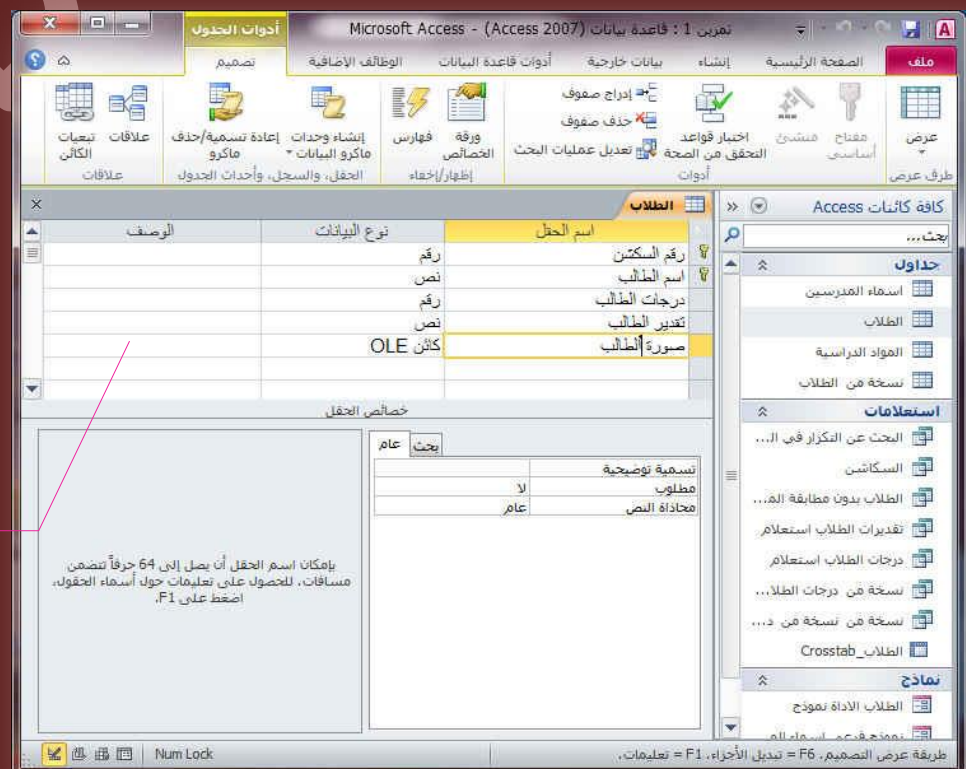 تمرين 1 : قاعدة بيانات (Access 2007) - Microsoft Access
أدوات الجدول
ملف
الصفحة الرئيسية
إنشاء
بيانات خارجية
أدوات قاعدة البيانات
الوظائف الإضافية
تصميم
عرض
مفتاح أساسي
منشئ
اختبار قواعد التحقق من الصحة
إدراج صفوف
حذف صفوف
تعديل عمليات البحث
ورقة الخصائص
فهارس
إنشاء وحدات ماكرو البيانات
إعادة تسمية/حذف ماكرو
علاقات
تبعيات الكائن
طرق عرض
أدوات
إظهار/إخفاء
الحقل، والسجل، وأحداث الجدول
علاقات
كافة كائنات Access
بحث...
جداول
اسماء المدرسين
الطلاب
المواد الدراسية
نسخة من الطلاب
استعلامات
البحث عن التكرار في ال...
السكاشن
الطلاب بدون مطابقة الم...
تقديرات الطلاب استعلام
درجات الطلاب استعلام
نسخة من درجات الطلا...
نسخة من نسخة من د...
الطلاب_Crosstab
نماذج
الطلاب الاداة نموذج
الطلاب
اسم الحقل
نوع البيانات
الوصف
رقم السكشن
رقم
اسم الطالب
نص
درجات الطالب
رقم
تقدير الطالب
نص
صورة الطالب
كائن OLE
خصائص الحقل
عام
بحث
تسمية توضيحية
مطلوب
لا
محاذاة النص
عام
بإمكان اسم الحقل أن يصل إلى 64 حرفاً تتضمن
مسافات. للحصول على تعليمات حول أسماء الحقول،
اضغط على F1.
طريقة عرض التصميم. F6 = تبديل الأجزاء. F1 = تعليمات.
Num Lock